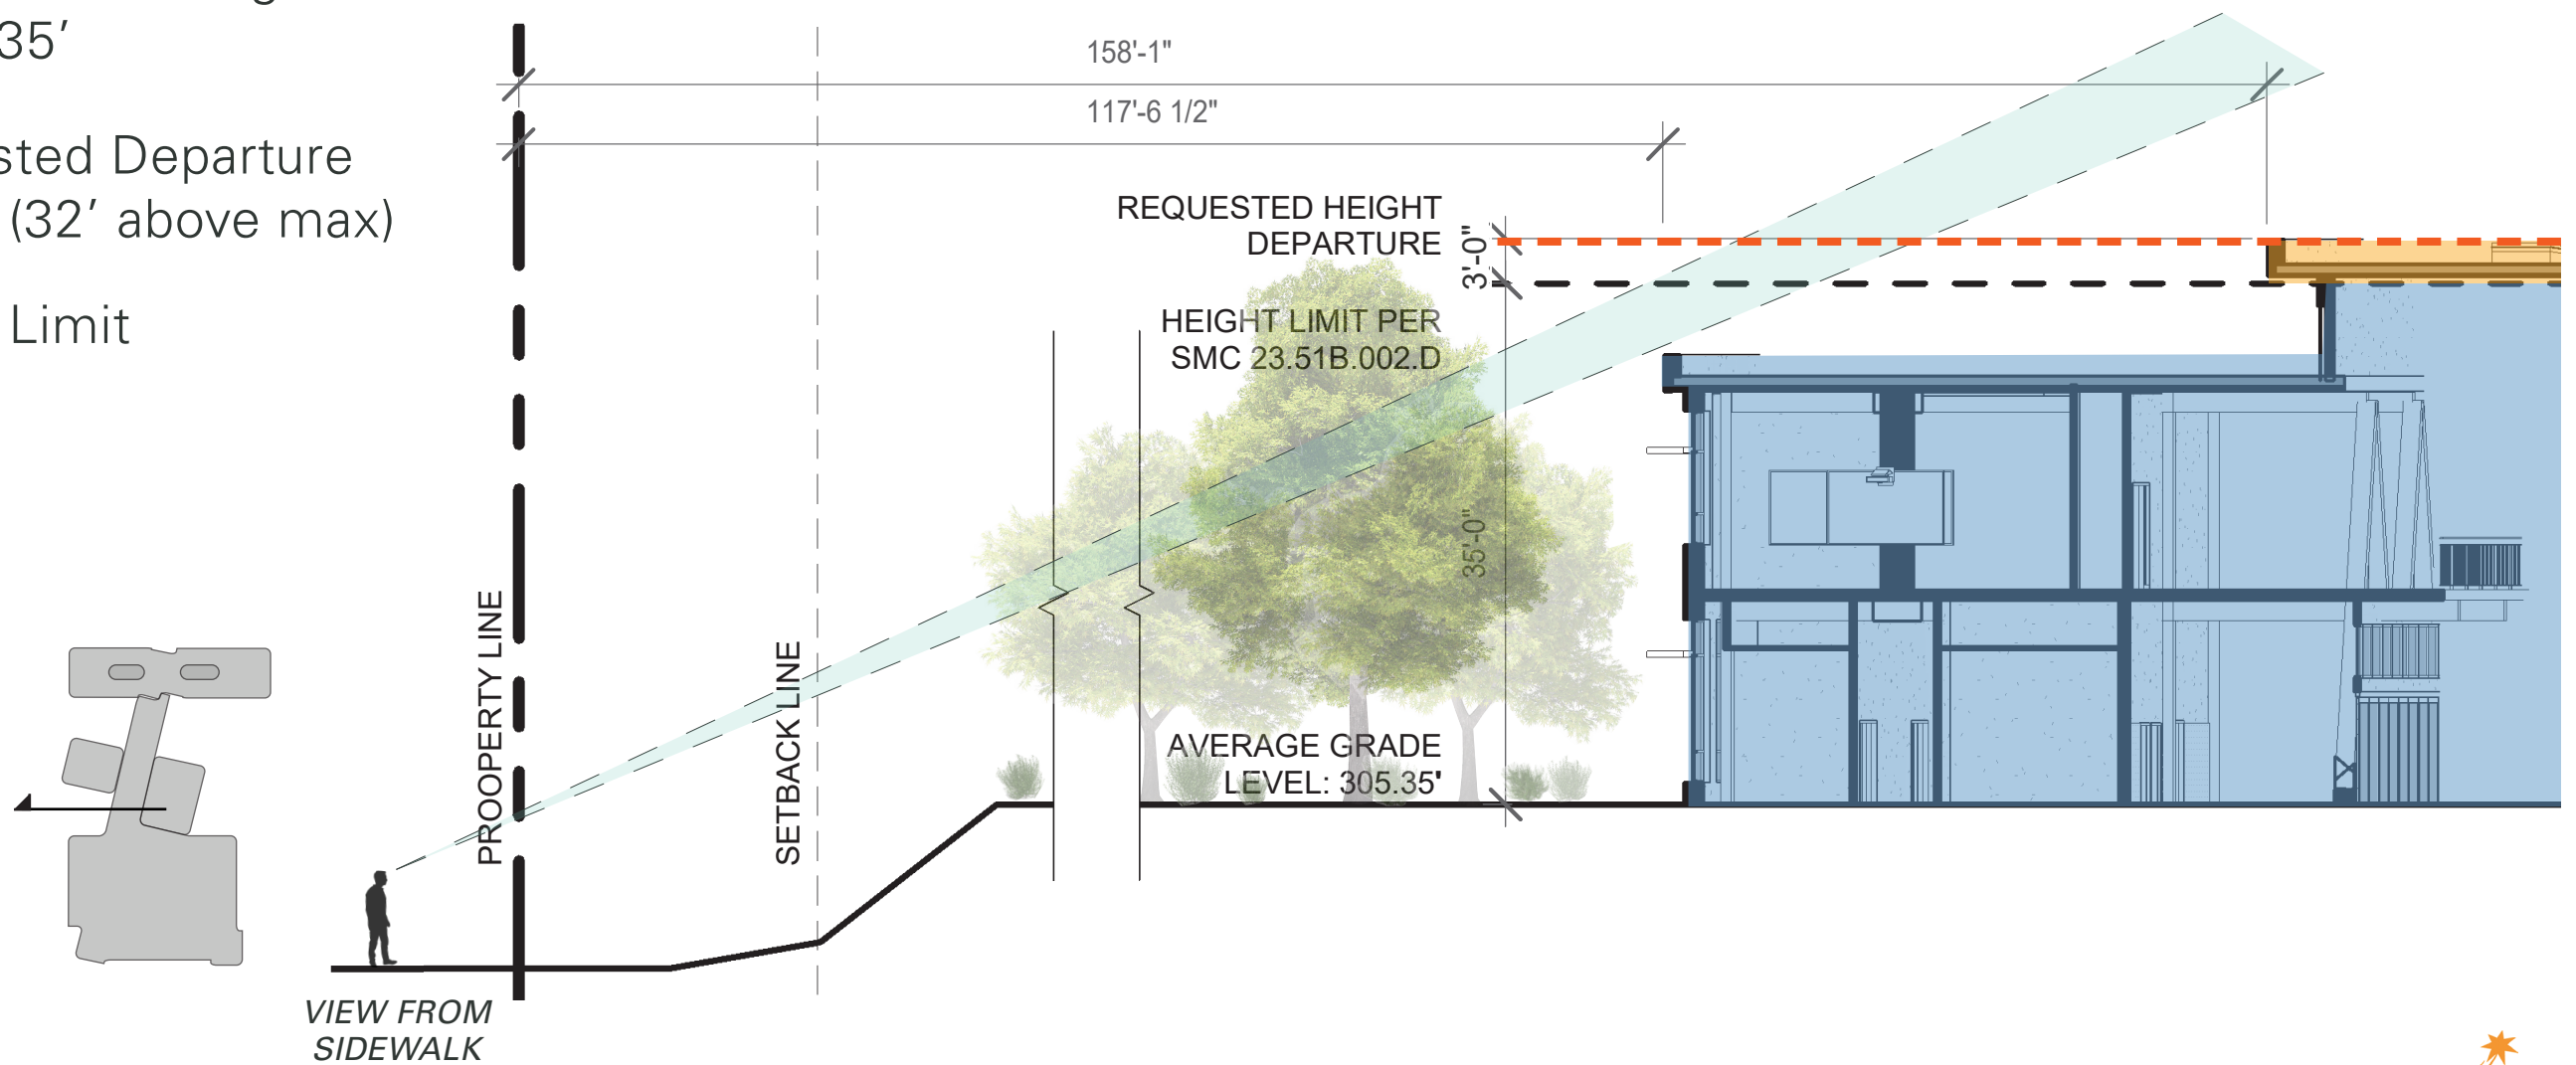 35’
sted Departure
(32’ above max)
Limit
158'-1"
117'-6 1/2"
REQUESTED HEIGHT
DEPARTURE
3'-0"
HEIGHT LIMIT PER
SMC 23.51B.002.D
35'-0"
AVERAGE GRADE
LEVEL: 305.35'
PROOPERTY LINE
SETBACK LINE
VIEW FROM
SIDEWALK